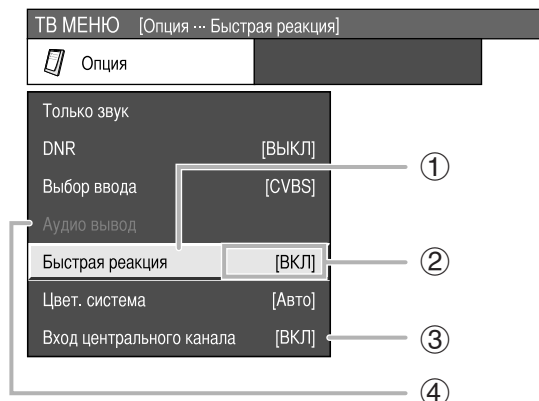 ТВ МЕНЮ [Опция ··· Быстрая реакция]
Опция
Только звук
DNR [ВЫКЛ]
Выбор ввода [CVBS]
Аудио вывод
Быстрая реакция [ВКЛ]
Цвет. система [Авто]
Вход центрального канала [ВКЛ]
①
②
③
④